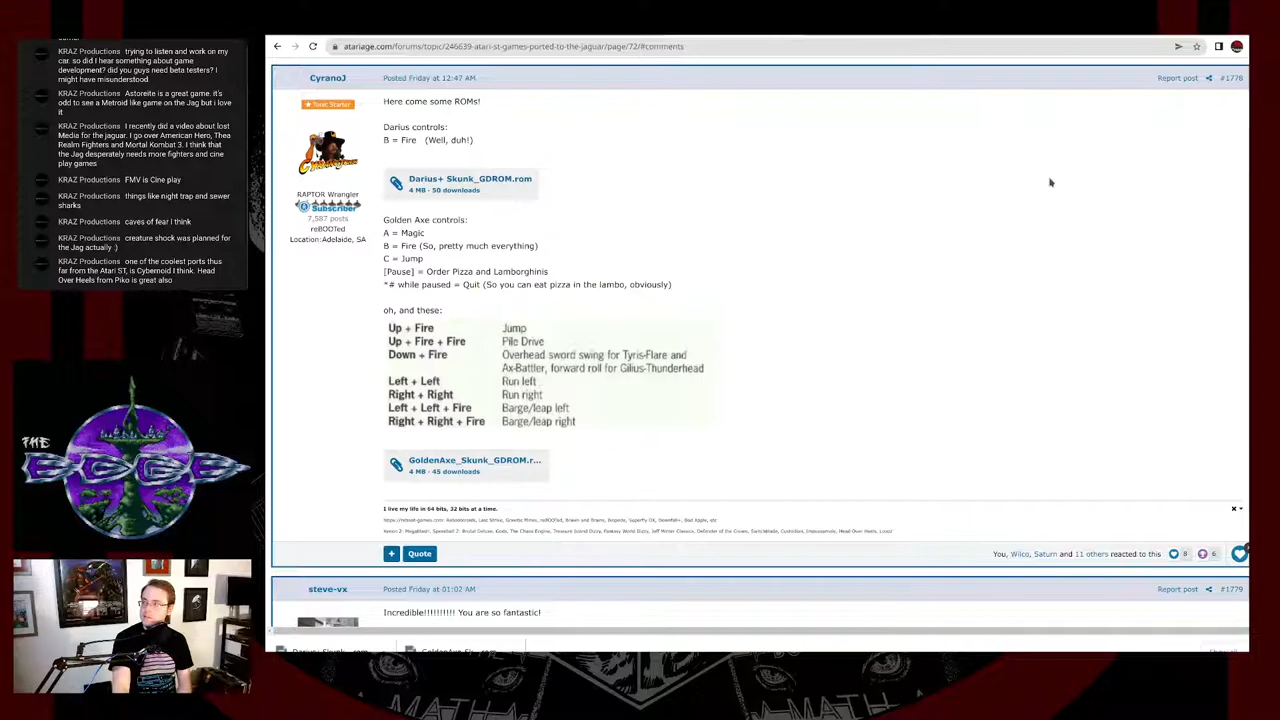 KRAZ Productions trying to listen and work on my
car. so did I hear something about game
development? did you guys need beta testers? I
might have misunderstood
KRAZ Productions Astoreite is a great game. it's
odd to see a Metroid like game on the Jag but i love
it
KRAZ Productions I recently did a video about lost
Media for the jaguar. I go over American Hero, Thea
Realm Fighters and Mortal Kombat 3. I think that
the Jag desperately needs more fighters and cine
play games
KRAZ Productions FMV is Cine play
KRAZ Productions things like night trap and sewer
sharks
KRAZ Productions caves of fear I think
KRAZ Productions creature shock was planned for
the Jag actually :)
KRAZ Productions one of the coolest ports thus
far from the Atari ST, is Cybernoid I think. Head
Over Heels from Piko is great also
THE
EDGE
atariage.com/forums/topic/246639-atari-st-games-ported-to-the-jaguar/page/72/#comments
CyranoJ
Posted Friday at 12:47 AM
Report post
#1778
Topic Starter
RAPTOR Wrangler
Subscriber
7,587 posts
reBOOTed
Location: Adelaide, SA
Here come some ROMs!
Darius controls:
B = Fire (Well, duh!)
Darius+ Skunk_GDROM.rom
4 MB · 50 downloads
Golden Axe controls:
A = Magic
B = Fire (So, pretty much everything)
C = Jump
[Pause] = Order Pizza and Lamborghinis
*# while paused = Quit (So you can eat pizza in the lambo, obviously)
oh, and these:
Up + Fire Jump
Up + Fire + Fire Pile Drive
Down + Fire Overhead sword swing for Tyris-Flare and
Ax-Battler, forward roll for Gilius-Thunderhead
Left + Left Run left
Right + Right Run right
Left + Left + Fire Barge/leap left
Right + Right + Fire Barge/leap right
GoldenAxe_Skunk_GDROM.r...
4 MB · 45 downloads
I live my life in 64 bits, 32 bits at a time.
+ Quote
You, Wilco, Saturn and 11 others reacted to this
8
6
steve-vx
Posted Friday at 01:02 AM
Report post
#1779
Incredible!!!!!!!!!! You are so fantastic!